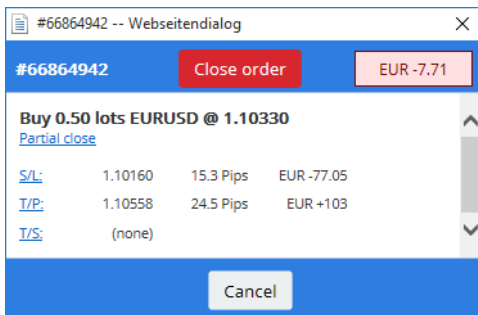 #66864942 -- Webseitendialog
#66864942 Close order EUR -7.71
Buy 0.50 lots EURUSD @ 1.10330
Partial close
S/L: 1.10160 15.3 Pips EUR -77.05
T/P: 1.10558 24.5 Pips EUR +103
T/S: (none)
Cancel